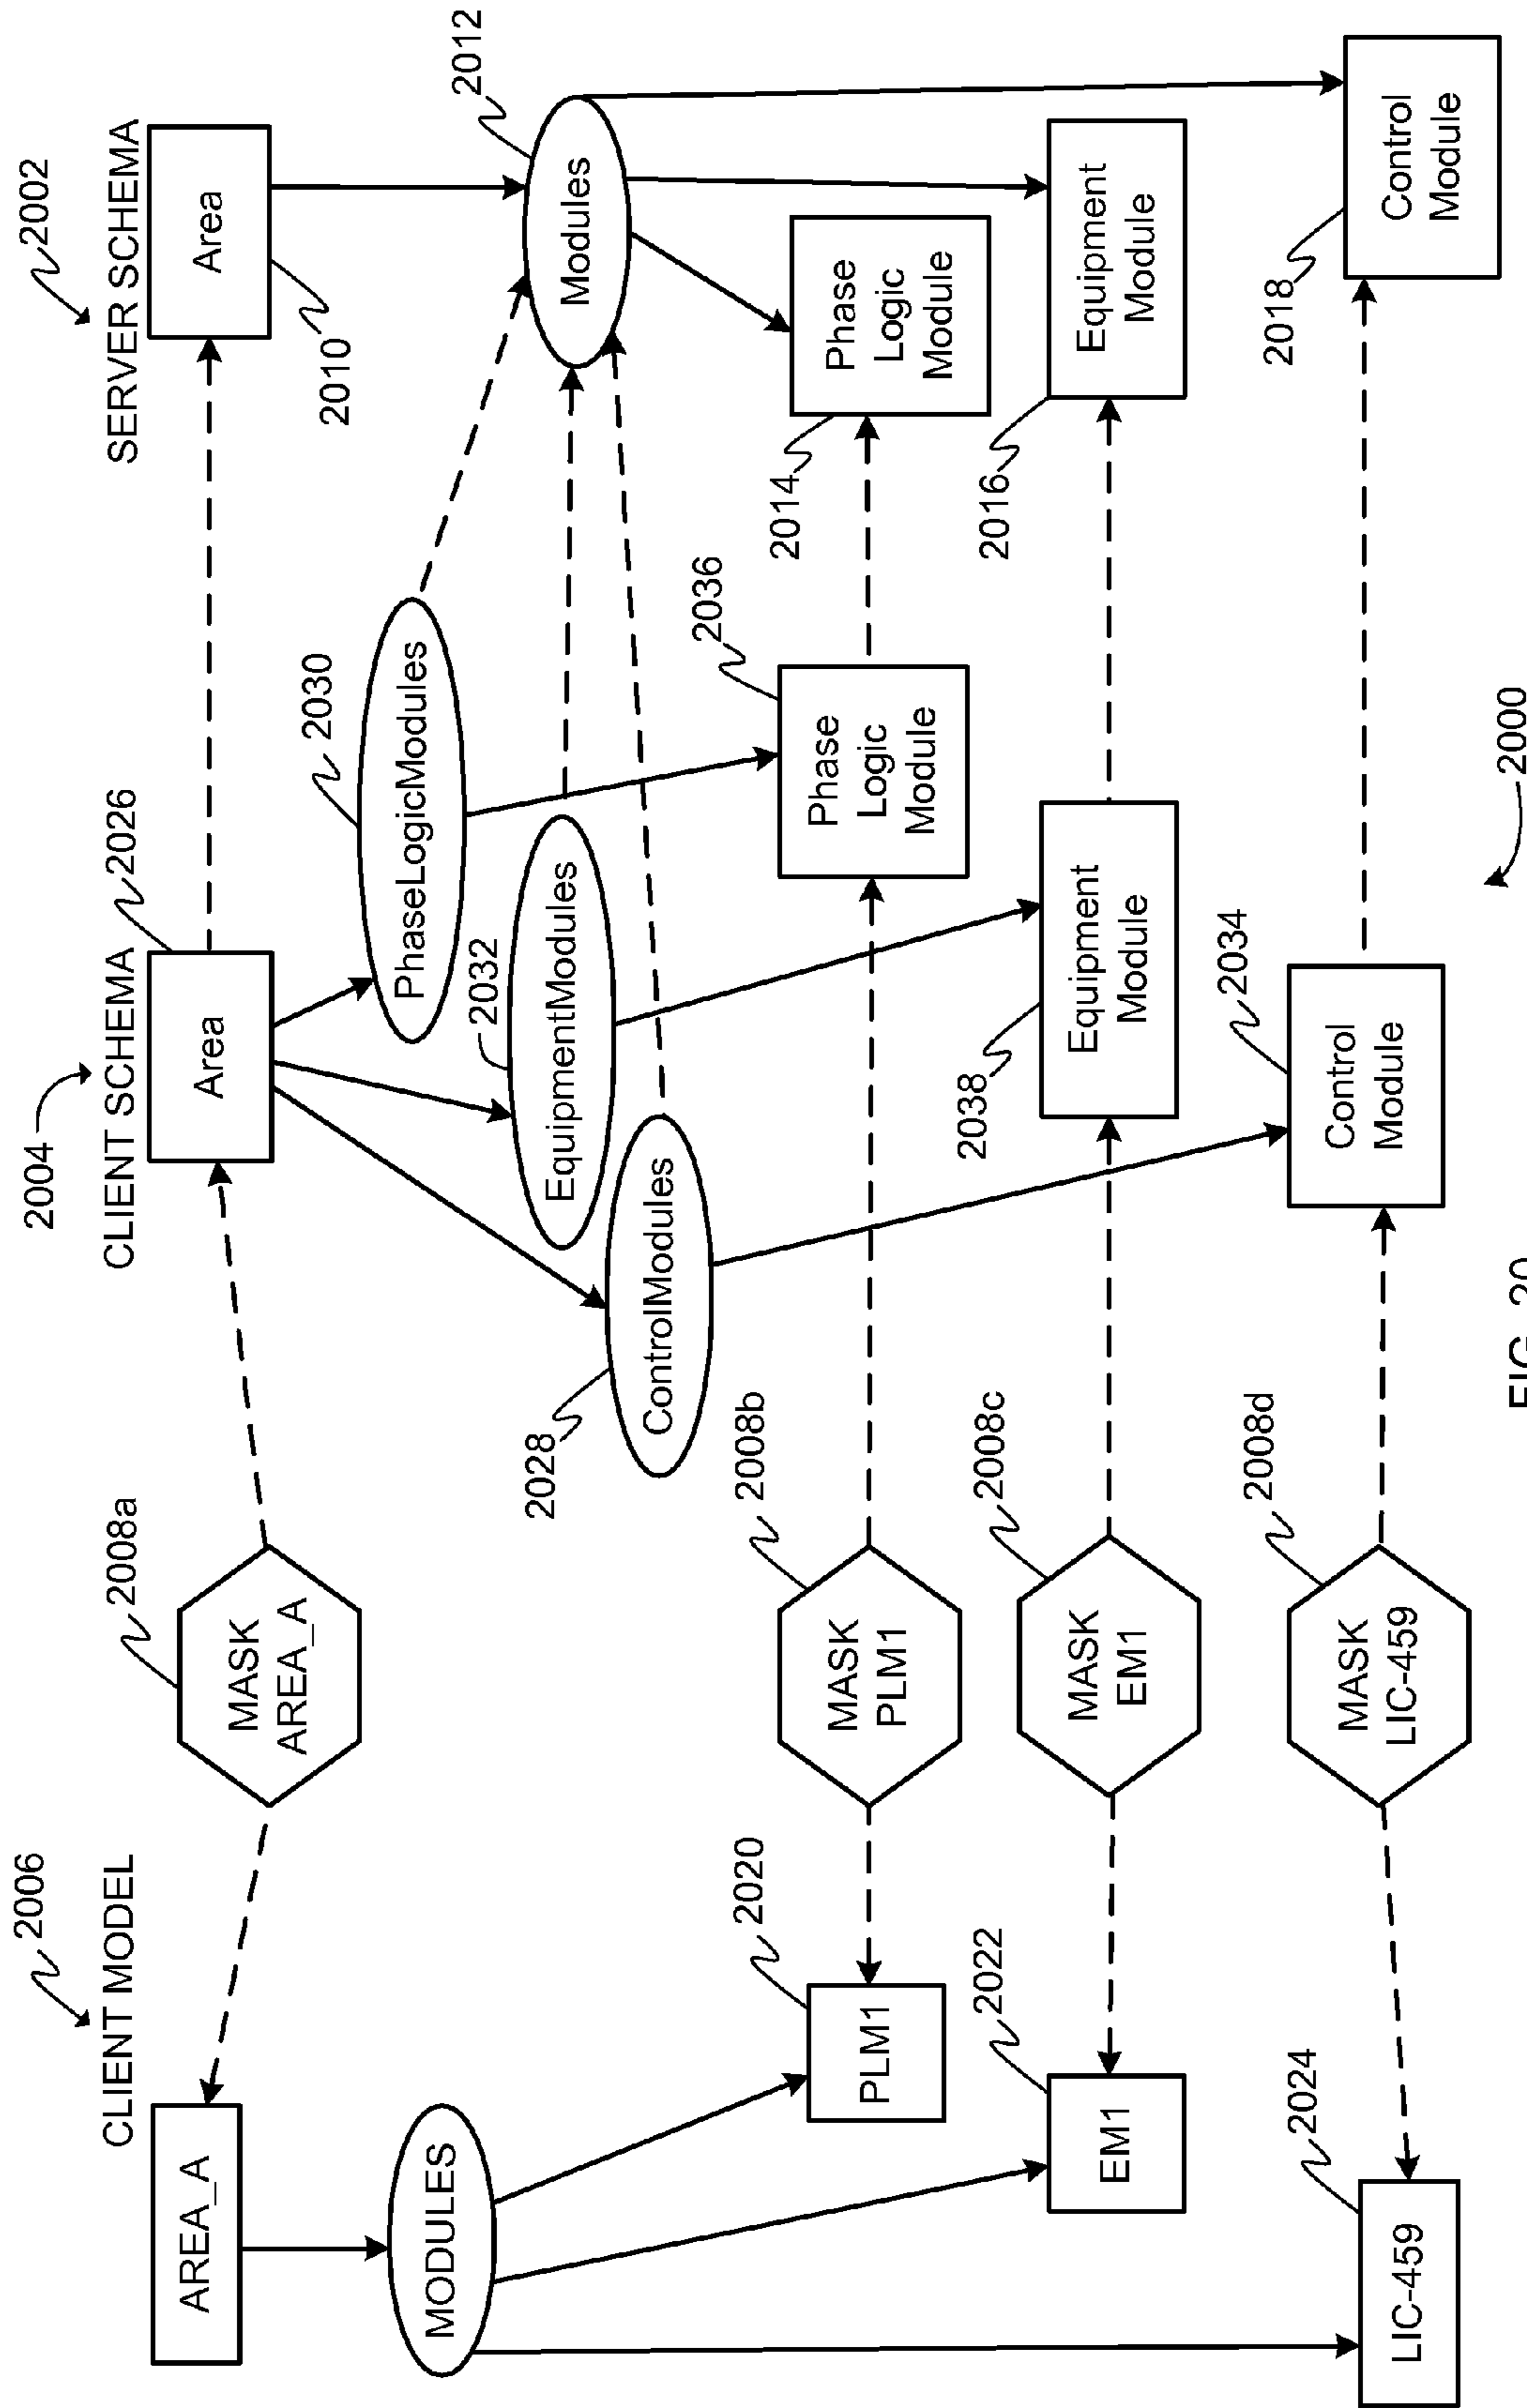 2006
CLIENT MODEL
AREA_A
MODULES
PLM1
2020
EM1
2022
LIC-459
2024
2008a
MASK
AREA_A
2008b
MASK
PLM1
2008c
MASK
EM1
2008d
MASK
LIC-459
2004
CLIENT SCHEMA
2026
Area
2030
PhaseLogicModules
2032
EquipmentModules
2028
ControlModules
2036
Phase
Logic
Module
2038
Equipment
Module
2034
Control
Module
2002
SERVER SCHEMA
Area
2010
2012
Modules
2014
Phase
Logic
Module
2016
Equipment
Module
2018
Control
Module
2000
FIG. 20